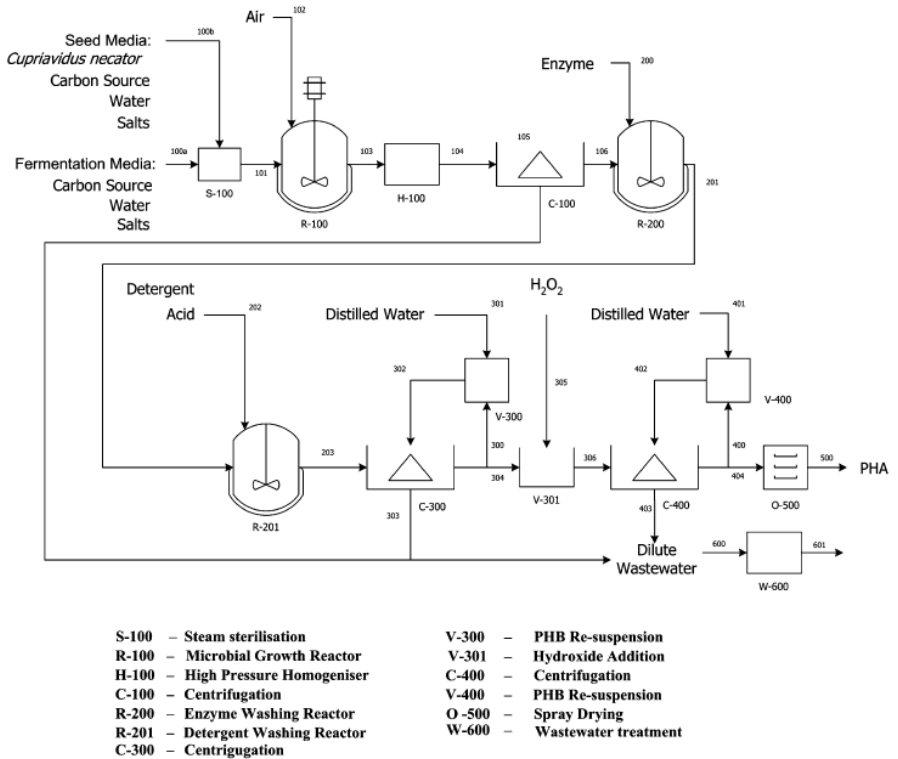 Air
102
Seed Media:
100b
Cupriavidus necator
Carbon Source
Water
Salts
Enzyme
200
Fermentation Media:
100a
S-100
101
103
H-100
104
105
C-100
106
201
Carbon Source
Water
Salts
R-100
R-200
Detergent
Acid
202
Distilled Water
301
H₂O₂
Distilled Water
401
302
V-300
305
402
V-400
203
300
304
306
400
404
500
PHA
R-201
303
C-300
V-301
403
C-400
O-500
Dilute
Wastewater
600
601
W-600
S-100 – Steam sterilisation
R-100 – Microbial Growth Reactor
H-100 – High Pressure Homogeniser
C-100 – Centrifugation
R-200 – Enzyme Washing Reactor
R-201 – Detergent Washing Reactor
C-300 – Centrigugation
V-300 – PHB Re-suspension
V-301 – Hydroxide Addition
C-400 – Centrifugation
V-400 – PHB Re-suspension
O -500 – Spray Drying
W-600 – Wastewater treatment